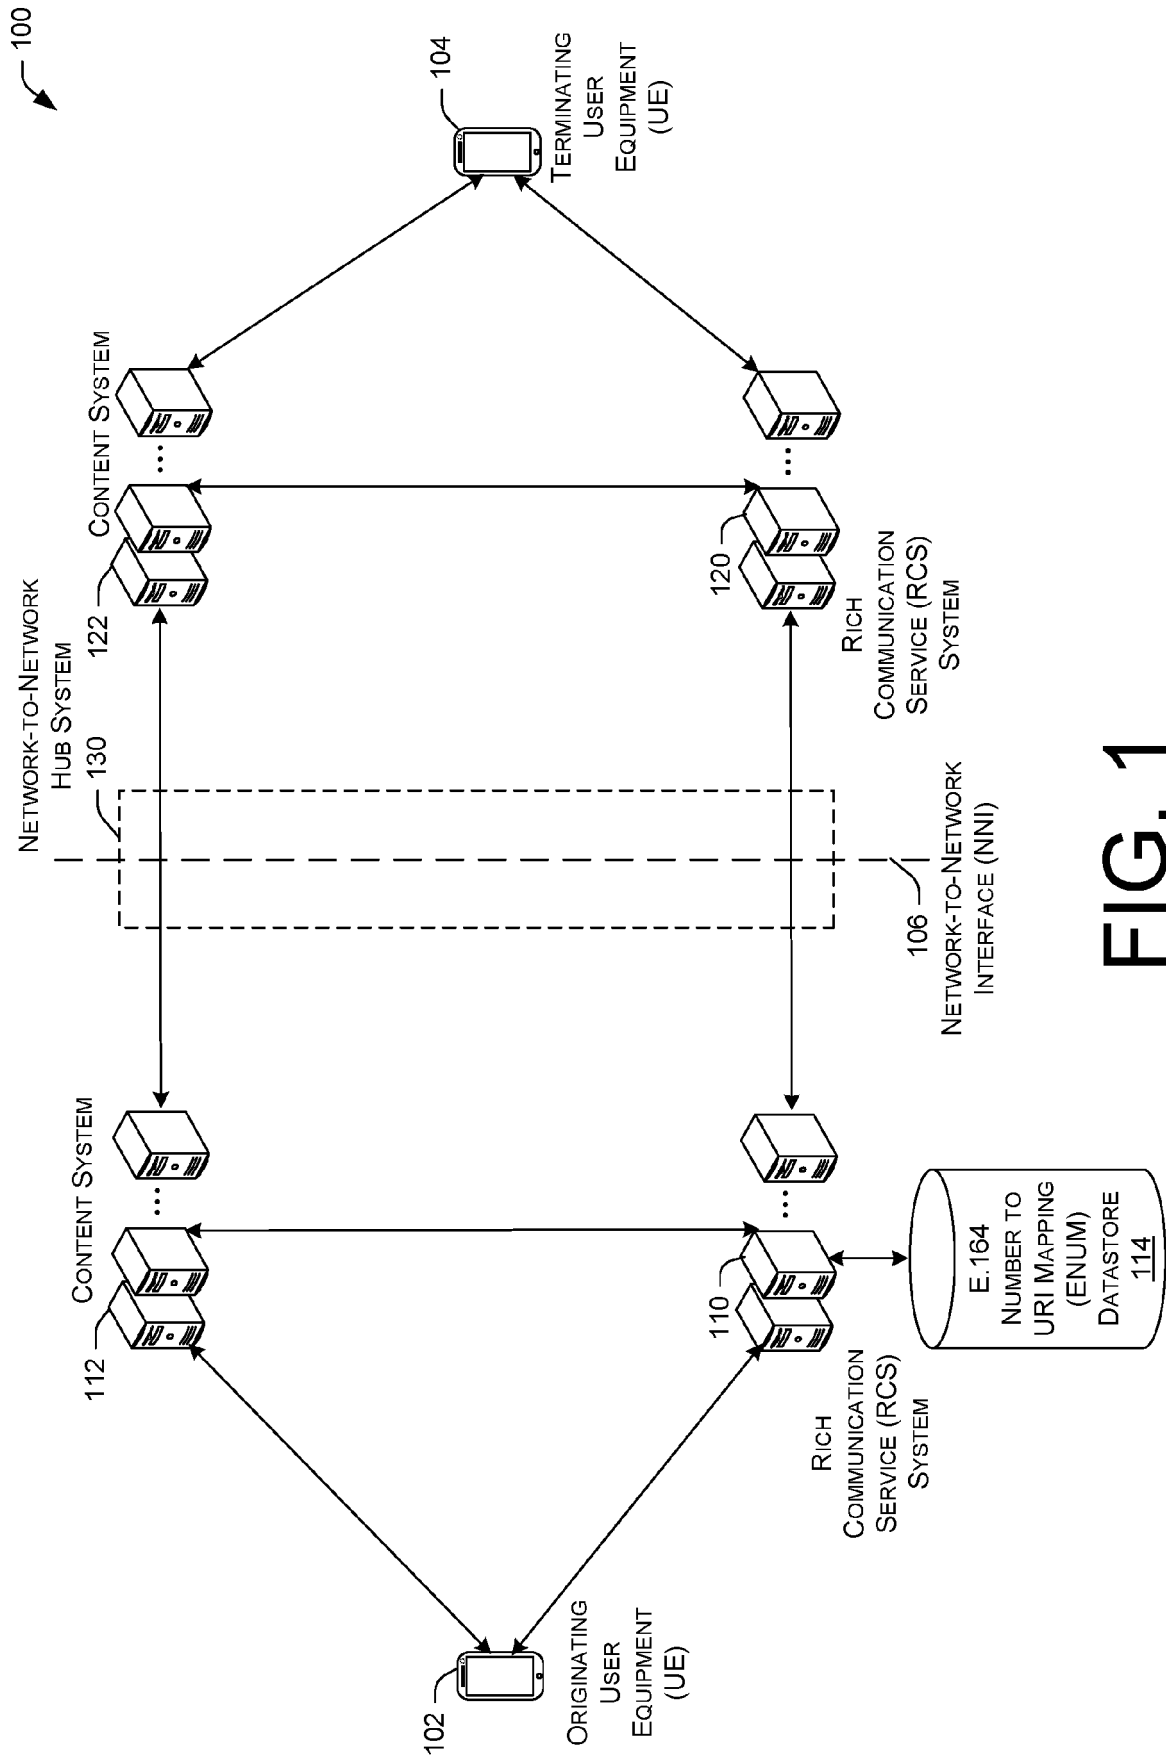 100
NETWORK-TO-NETWORK
HUB SYSTEM
130
CONTENT SYSTEM
112
CONTENT SYSTEM
122
102
ORIGINATING
USER
EQUIPMENT
(UE)
104
TERMINATING
USER
EQUIPMENT
(UE)
110
RICH
COMMUNICATION
SERVICE (RCS)
SYSTEM
E.164
NUMBER TO
URI MAPPING
(ENUM)
DATASTORE
114
106
NETWORK-TO-NETWORK
INTERFACE (NNI)
120
RICH
COMMUNICATION
SERVICE (RCS)
SYSTEM
FIG. 1